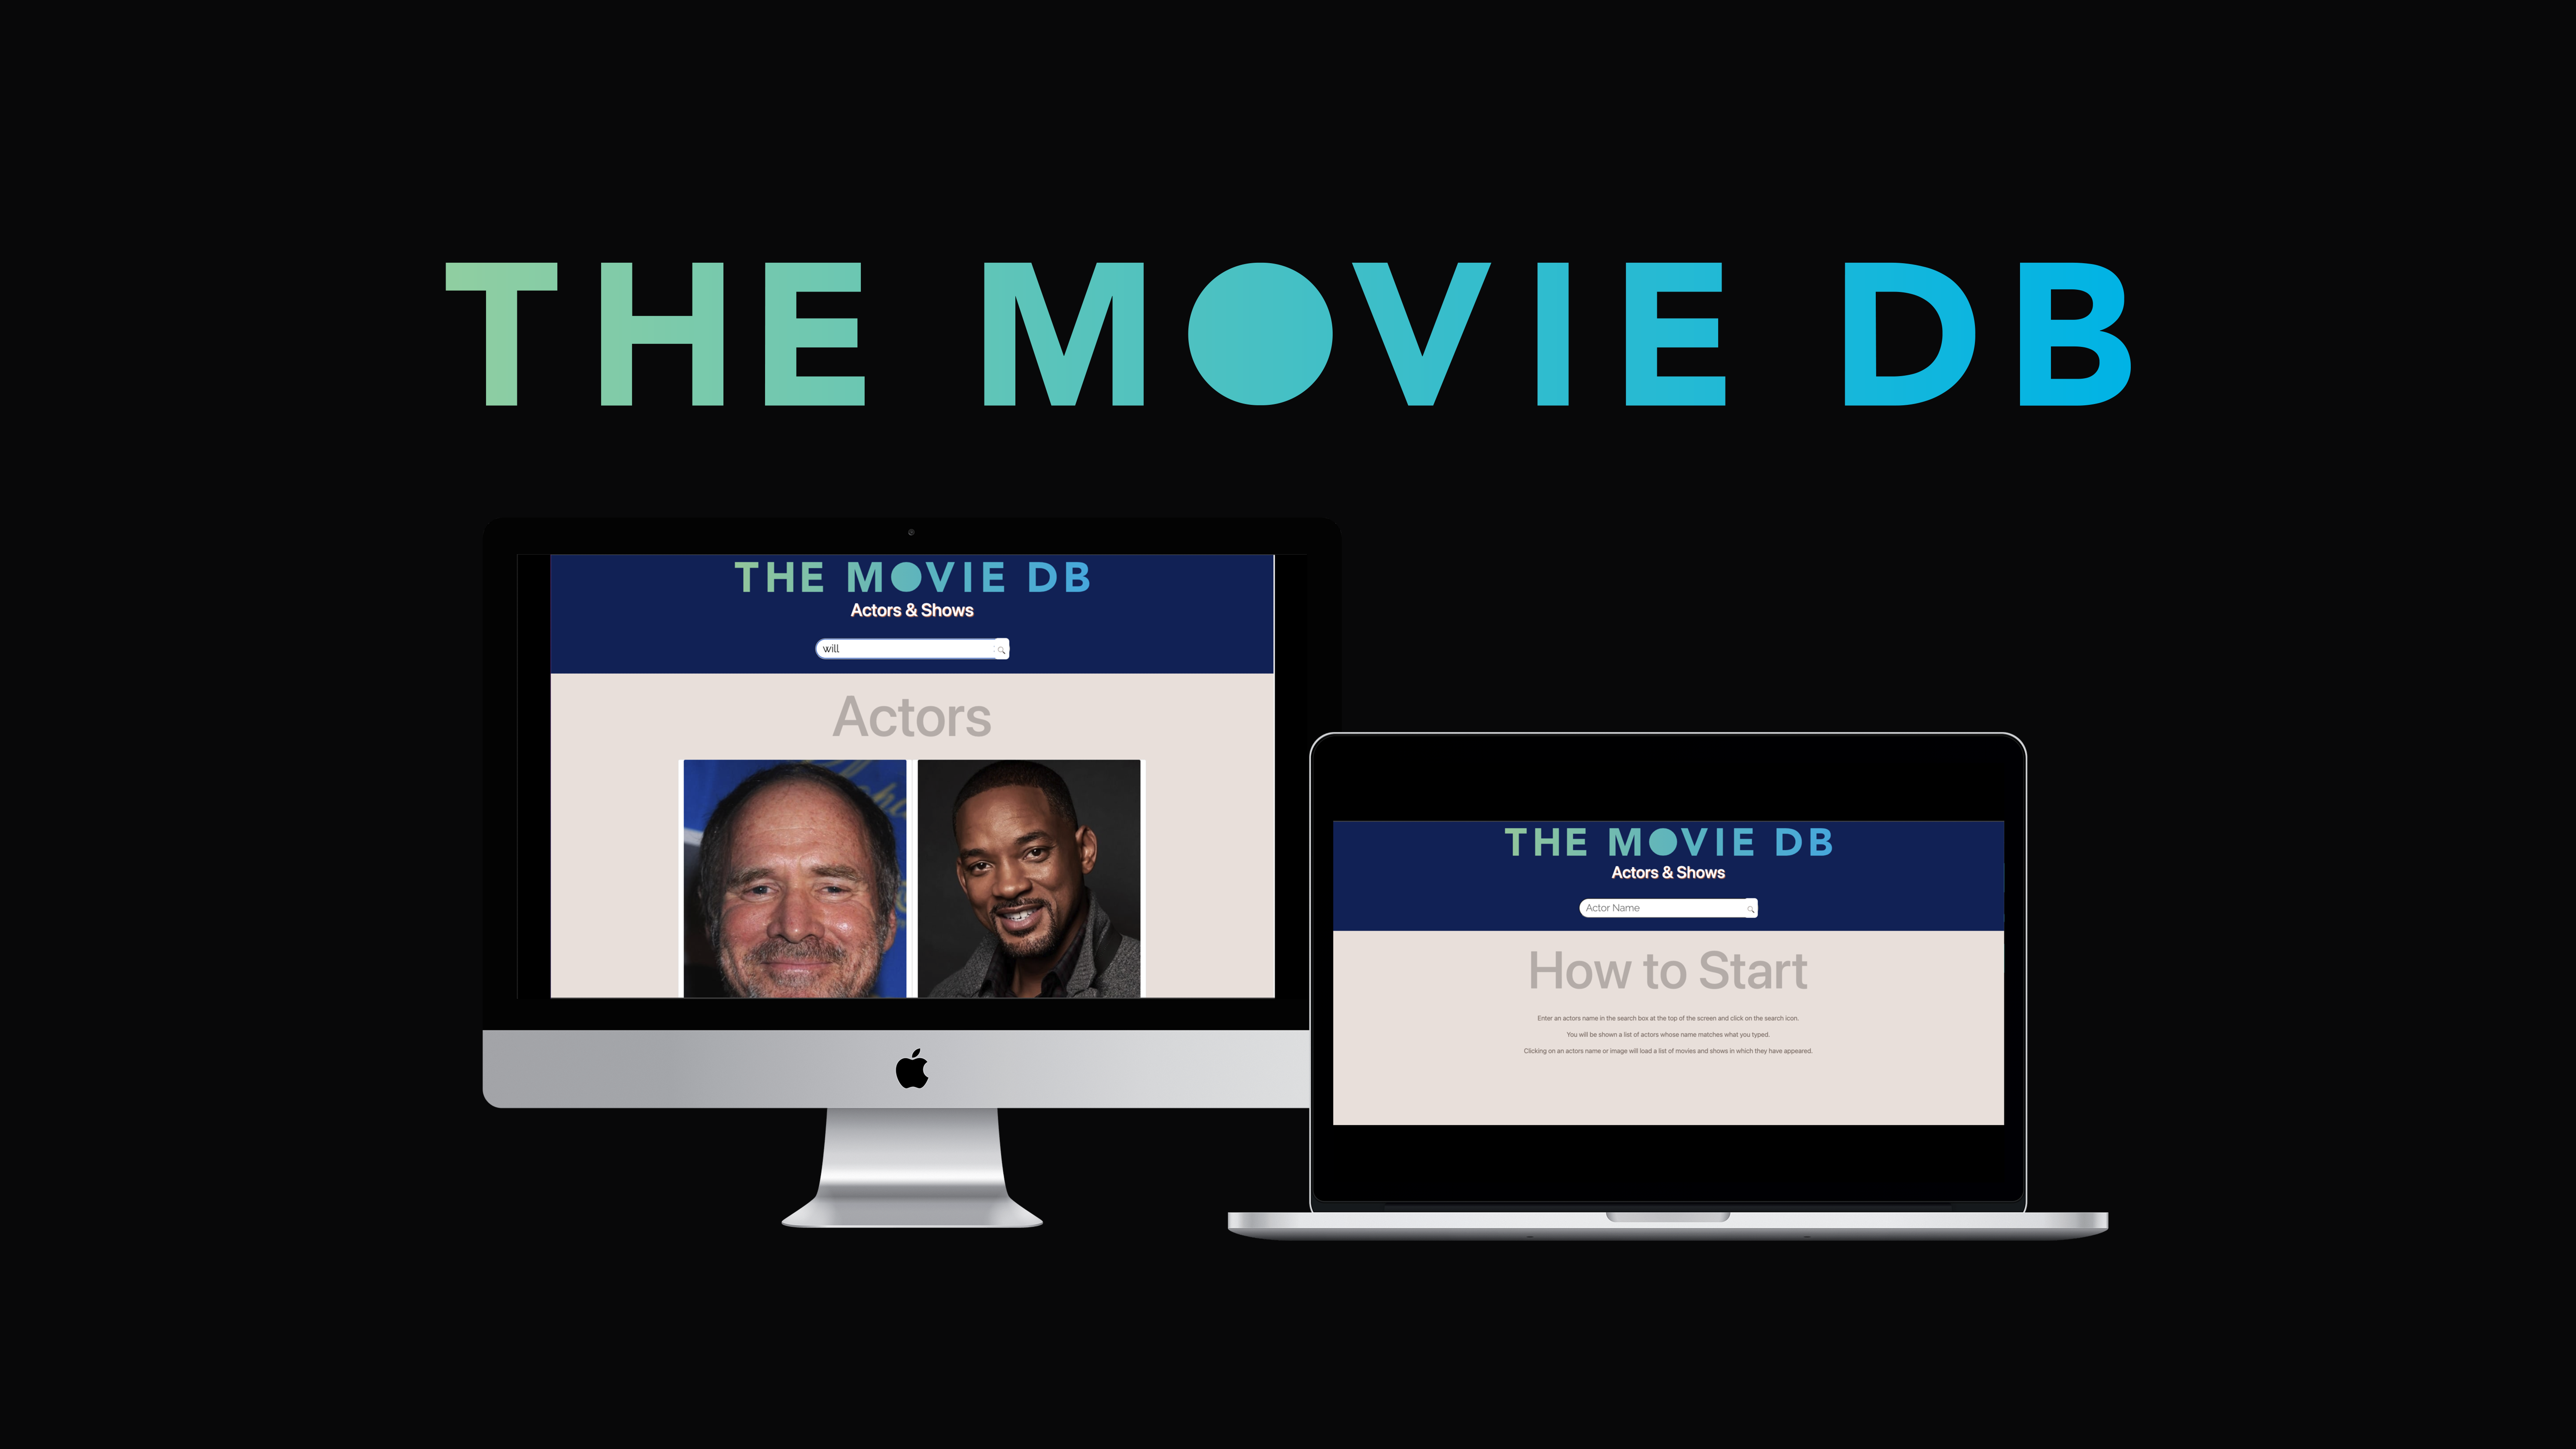 THE MOVIE DB
THE MOVIE DB
Actors & Shows
will
Actors
THE MOVIE DB
Actors & Shows
Actor Name
How to Start
Enter an actors name in the search box at the top of the screen and click on the search icon.
You will be shown a list of actors whose name matches what you typed.
Clicking on an actors name or image will load a list of movies and shows in which they have appeared.